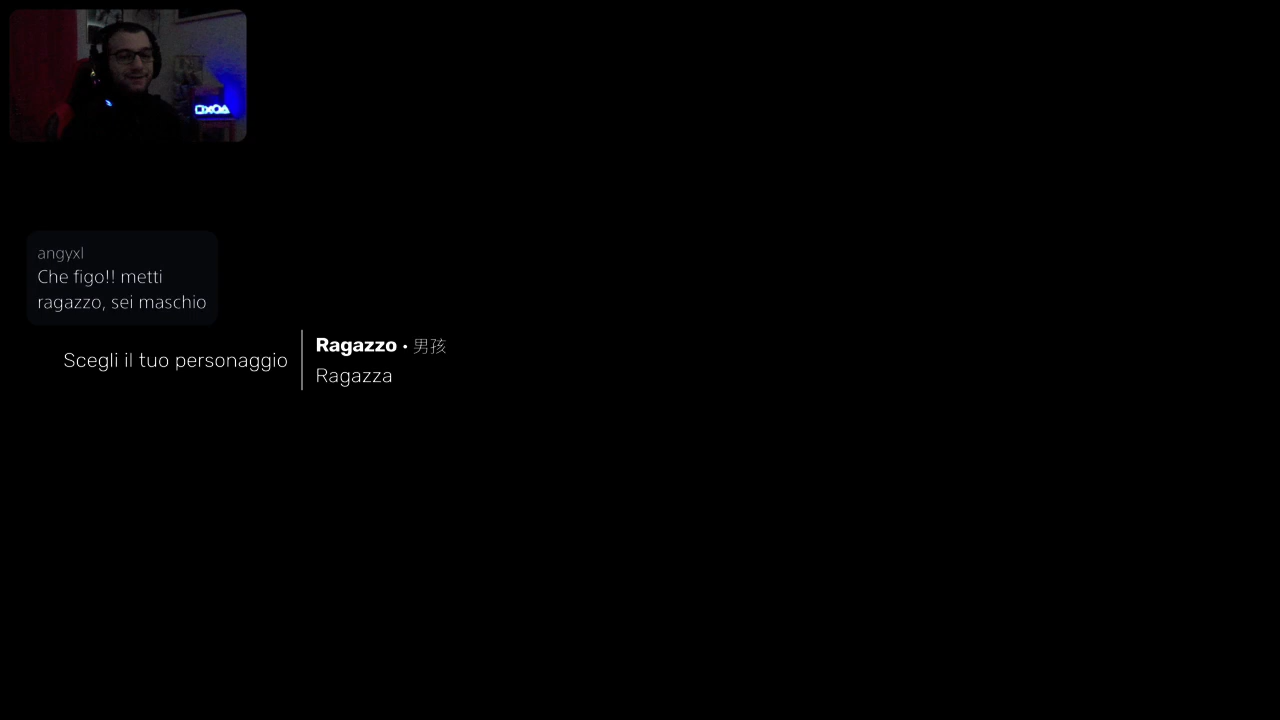 angyxl
Che figo!! metti
ragazzo, sei maschio
Scegli il tuo personaggio
Ragazzo • 男孩
Ragazza